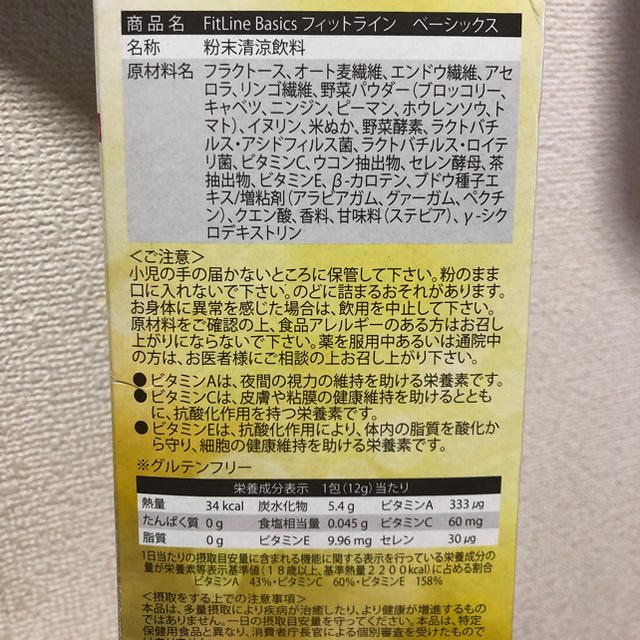 商品名 FitLine Basics フィットライン ベーシックス
名称 粉末清涼飲料
原材料名 フラクトース、オート麦繊維、エンドウ繊維、アセ
ロラ、リンゴ繊維、野菜パウダー(ブロッコリー、
キャベツ、ニンジン、ピーマン、ホウレンソウ、ト
マト)、イヌリン、米ぬか、野菜酵素、ラクトバチ
ルス・アシドフィルス菌、ラクトバチルス・ロイテ
リ菌、ビタミンC、ウコン抽出物、セレン酵母、茶
抽出物、ビタミンE、β-カロテン、ブドウ種子エ
キス/増粘剤(アラビアガム、グァーガム、ペクチ
ン)、クエン酸、香料、甘味料(ステビア)、γ-シク
ロデキストリン
<ご注意>
小児の手の届かないところに保管して下さい。粉のまま
口に入れないで下さい。のどに詰まるおそれがあります。
お身体に異常を感じた場合は、飲用を中止して下さい。
原材料をご確認の上、食品アレルギーのある方はお召し
上がりにならないで下さい。薬を服用中あるいは通院中
の方は、お医者様にご相談の上お召し上がり下さい。
●ビタミンAは、夜間の視力の維持を助ける栄養素です。
●ビタミンCは、皮膚や粘膜の健康維持を助けるととも
に、抗酸化作用を持つ栄養素です。
●ビタミンEは、抗酸化作用により、体内の脂質を酸化か
ら守り、細胞の健康維持を助ける栄養素です。
※グルテンフリー
栄養成分表示 1包(12g)当たり
熱量 34 kcal 炭水化物 5.4 g ビタミンA 333 μg
たんぱく質 0 g 食塩相当量 0.045 g ビタミンC 60 mg
脂質 0 g ビタミンE 9.96 mg セレン 30 μg
1日当たりの摂取目安量に含まれる機能に関する表示を行っている栄養成分の
量が栄養素等表示基準値(18歳以上、基準熱量2200kcal)に占める割合
ビタミンA 43%・ビタミンC 60%・ビタミンE 158%
<摂取をする上での注意事項>
本品は、多量摂取により疾病が治癒したり、より健康が増進するもので
はありません。一日の摂取目安量を守ってください。本品は、特定
保健用食品と異なり、消費者庁長官による個別審査を受けたもので